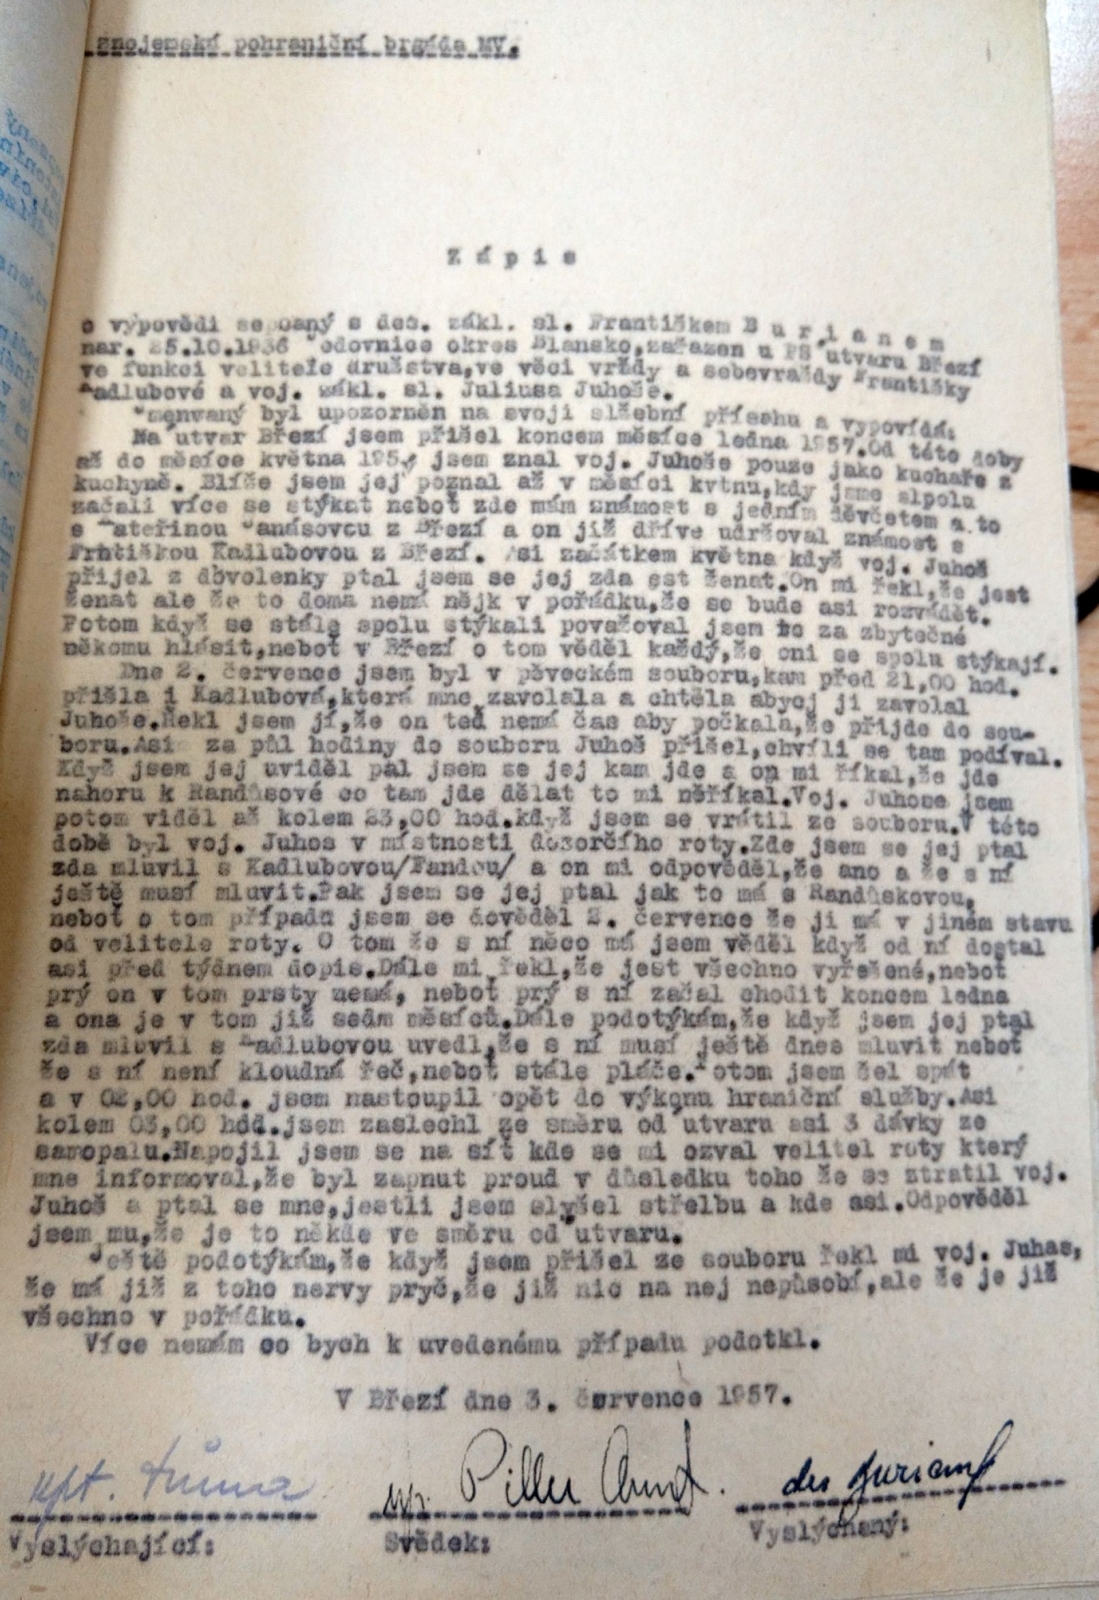 znojemská pohraniční brigáda MV.
Z á p i s
o výpovědi sepsaný s des. zákl. sl. Františkem B u r i a n e m
nar. 25.10.1936 edovnice okres Blansko,zařazen u PS útvaru Březí
ve funkci velitele družstva,ve věci vraždy a sebevraždy Františky
Kadlubové a voj. zákl. sl. Juliusa Juhoše.
Jmenvaný byl upozorněn na svoji slžební přísahu a vypovídá:
Na útvar Březí jsem přišel koncem měsíce ledna 1957.Od této doby
až do měsíce května 195 jsem znal voj. Juhoše pouze jako kuchaře z
kuchyně. Blíže jsem jej poznal až v měsíci kvtnu,kdy jsme slpolu
začali více se stýkat neboť zde mám známost s jedním děvčetem a to
s Kateřinou anásovou z Březí a on již dříve udržoval známost s
Frntiškou Kadlubovou z Březí. Asi začátkem května když voj. Juhoš
přijel z dovolenky ptal jsem se jej zda est ženat.On mi řekl,že jest
ženat ale že to doma nemá nějk v pořádku,že se bude asi rozvádět.
Potom když se stále spolu stýkali považoval jsem to za zbytečné
někomu hlásit,neboť v Březí o tom věděl každý,že oni se spolu stýkají.
Dne 2. července jsem byl v pěveckém souboru,kam před 21,00 hod.
přišla i Kadlubová,která mne zavolala a chtěla abycj ji zavolal
Juhoše.Řekl jsem jí,že on teď nemá čas aby počkala,že přijde do sou-
boru.Asi za půl hodiny do souboru Juhoš přišel,chvíli se tam podíval.
Když jsem jej uviděl pal jsem se jej kam jde a on mi říkal,že jde
nahoru k Randůsové co tam jde dělat to mi něříkal.Voj. Juhose jsem
potom viděl až kolem 23,00 hod.když jsem se vrátil ze souboru.V této
době byl voj. Juhos v místnosti dozorčího roty.Zde jsem se jej ptal
zda mluvil s Kadlubovou/Fandou/ a on mi odpověděl,že ano a že s ní
ještě musí mluvit.Pak jsem se jej ptal jak to má s Randůskovou,
neboť o tom případu jsem se dověděl 2. července že ji má v jiném stavu
od velitele roty. O tom že s ní něco má jsem věděl když od ní dostal
asi před týdnem dopis.Dále mi řekl,že jest všechno vyřešené,neboť
prý on v tom prsty nemá, neboť prý s ní začal chodit koncem ledna
a ona je v tom již sedm měsíců.Dále podotýkám,že když jsem jej ptal
zda mluvil s Kadlubovou uvedl,že s ní musí ještě dnes mluvit neboť
že s ní není kloudná řeč,neboť stále pláče.Potom jsem šel spát
a v 02,00 hod. jsem nastoupil opět do výkonu hraniční služby.Asi
kolem 03,00 hdd.jsem zaslechl ze směru od útvaru asi 3 dávky ze
samopalu.Napojil jsem se na síť kde se mi ozval velitel roty který
mne informoval,že byl zapnut proud v důsledku toho že se ztratil voj.
Juhoš a ptal se mne,jestli jsem slyšel střelbu a kde asi.Odpověděl
jsem mu,že je to někde ve směru od útvaru.
Ještě podotýkám,že když jsem přišel ze souboru řekl mi voj. Juhas,
že má již z toho nervy pryč,že již nic na nej nepůsobí,ale že je již
všechno v pořádku.
Více nemám co bych k uvedenému případu podotkl.
V Březí dne 3. července 1957.
kpt. Tůma Piller des Burian
Vyslýchající: Svědek: Vyslýchaný: